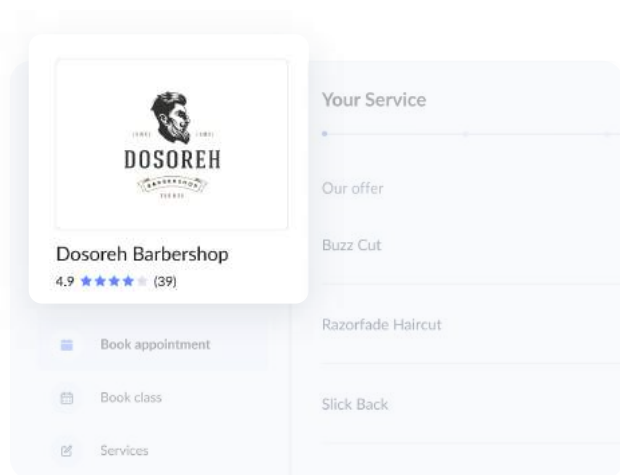 DOSOREH
BARBERSHOP
Dosoreh Barbershop
4.9 (39)
Book appointment
Book class
Services
Your Service
Our offer
Buzz Cut
Razorfade Haircut
Slick Back